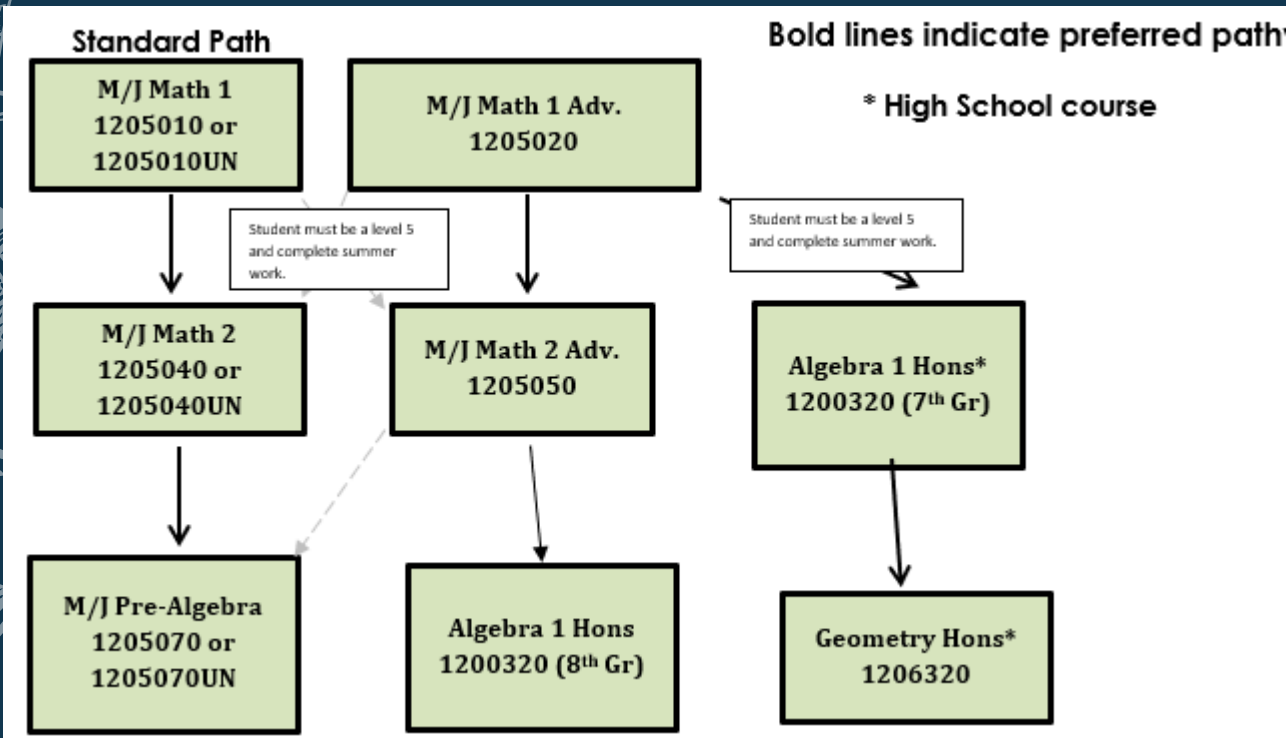 Standard Path
Bold lines indicate preferred
* High School course
M/J Math 1
1205010 or
1205010UN
M/J Math 1 Adv.
1205020
Student must be a level 5
and complete summer
work.
Student must be a level 5
and complete summer work.
M/J Math 2
1205040 or
1205040UN
M/J Math 2 Adv.
1205050
Algebra 1 Hons*
1200320 (7th Gr)
M/J Pre-Algebra
1205070 or
1205070UN
Algebra 1 Hons
1200320 (8th Gr)
Geometry Hons*
1206320